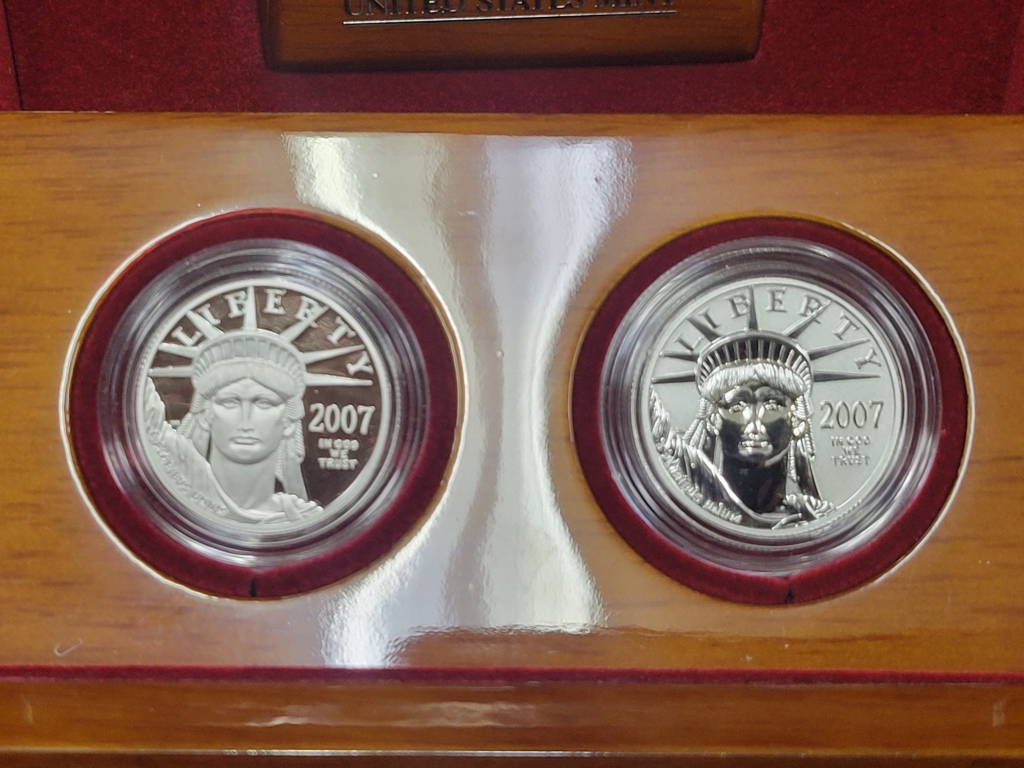 UNITED STATES MINT
LIBERTY
2007
IN GOD
WE
TRUST
LIBERTY
2007
IN GOD
WE
TRUST